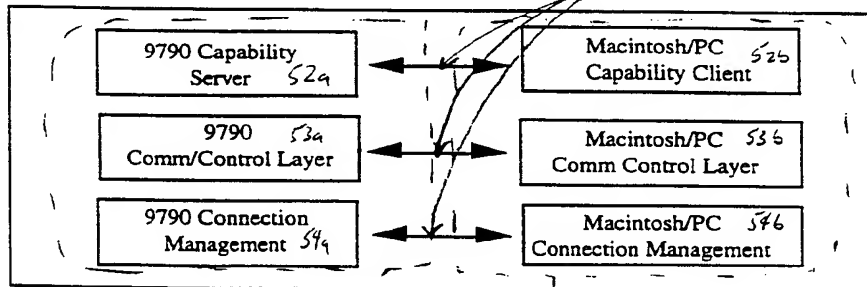 9790 Capability
Server 52a
Macintosh/PC 52b
Capability Client
9790 53a
Comm/Control Layer
Macintosh/PC 53b
Comm Control Layer
9790 Connection
Management 54a
Macintosh/PC 54b
Connection Management